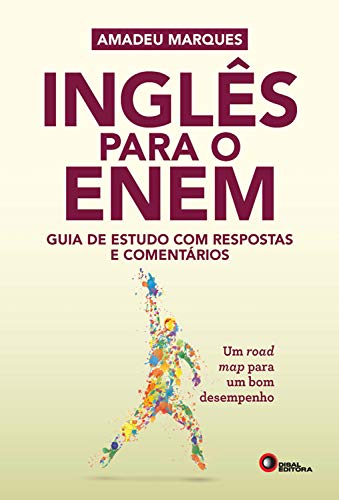 AMADEU MARQUES
INGLÊS
PARA O
ENEM
GUIA DE ESTUDO COM RESPOSTAS
E COMENTÁRIOS
Um road
map para
um bom
desempenho
DISAL
EDITORA